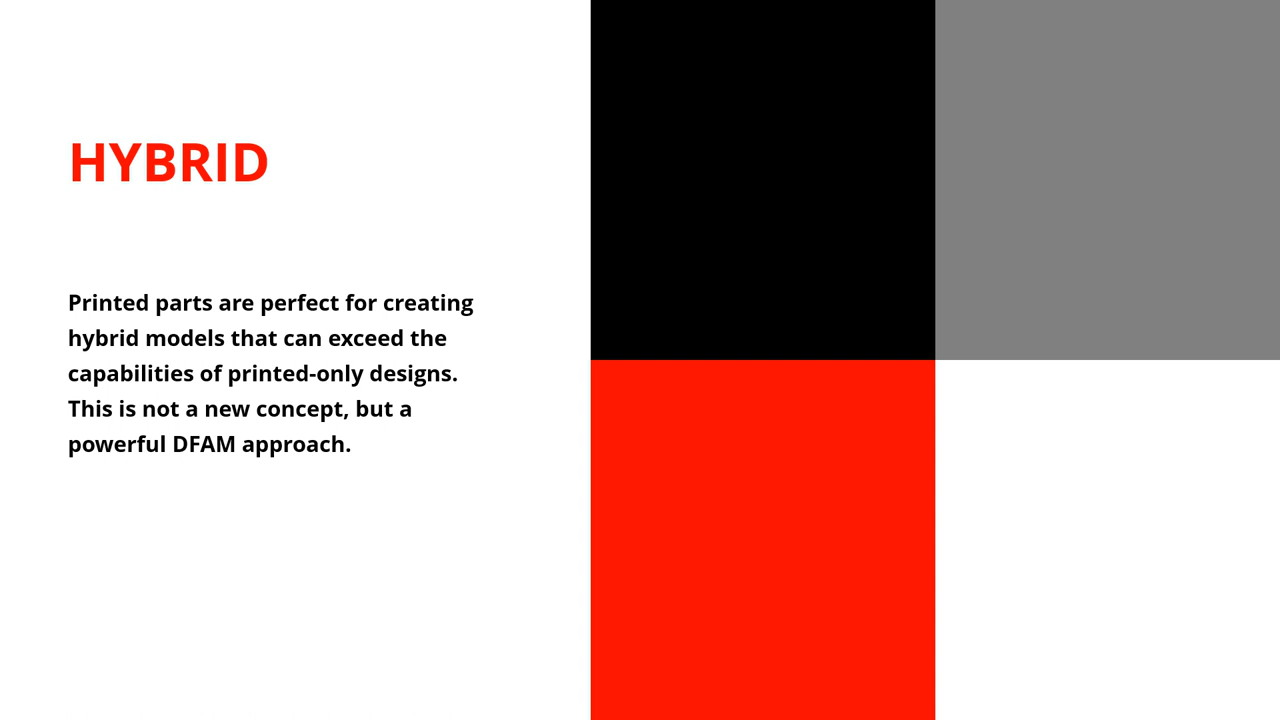 HYBRID
Printed parts are perfect for creating
hybrid models that can exceed the
capabilities of printed-only designs.
This is not a new concept, but a
powerful DFAM approach.